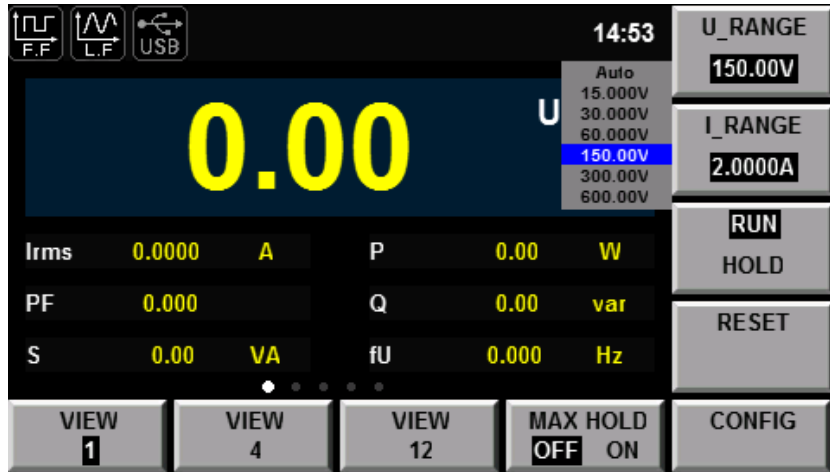 F.F L.F USB 14:53
U_RANGE
150.00V
Auto
15.000V
30.000V
60.000V
150.00V
300.00V
600.00V
0.00 U
I_RANGE
2.0000A
RUN
HOLD
RESET
Irms 0.0000 A P 0.00 W
PF 0.000 Q 0.00 var
S 0.00 VA fU 0.000 Hz
VIEW
1
VIEW
4
VIEW
12
MAX HOLD
OFF ON
CONFIG